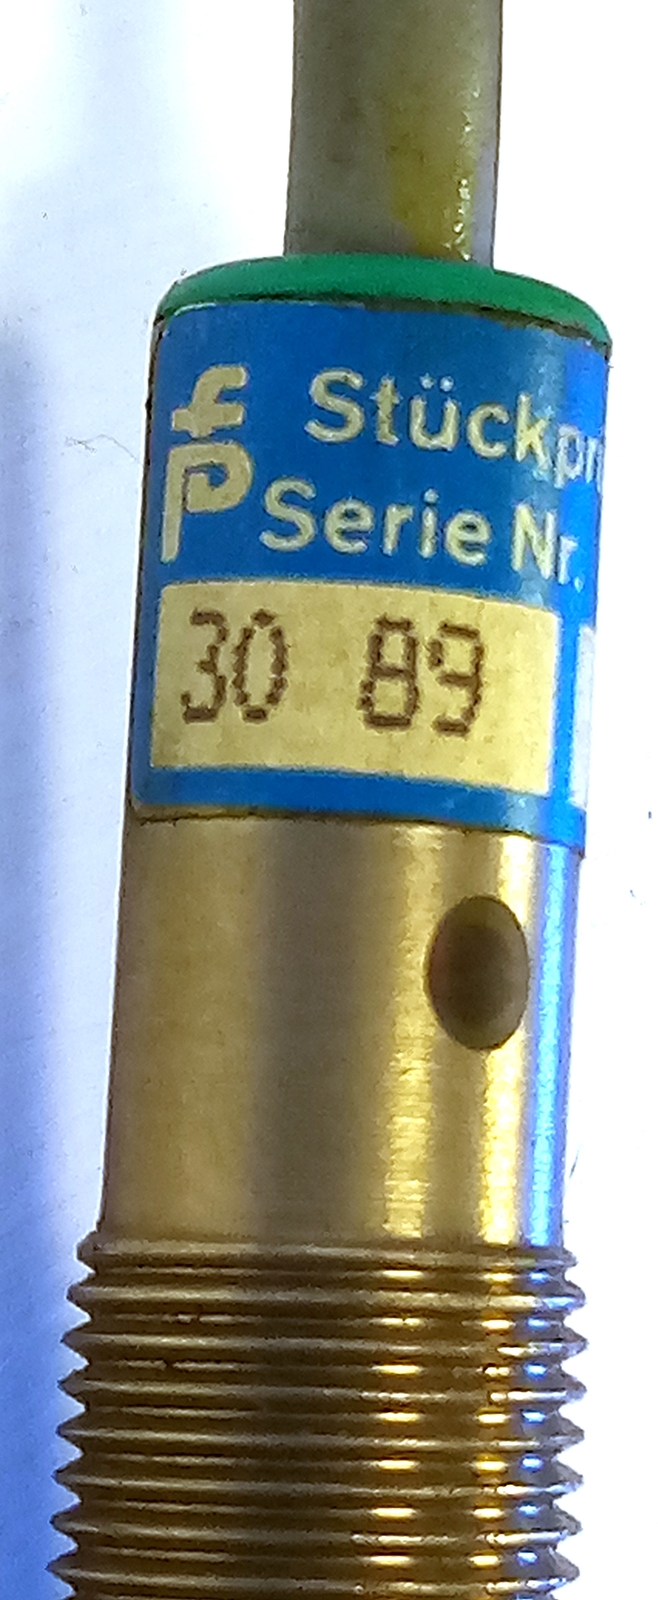 Stückpr
Serie Nr.
30 89